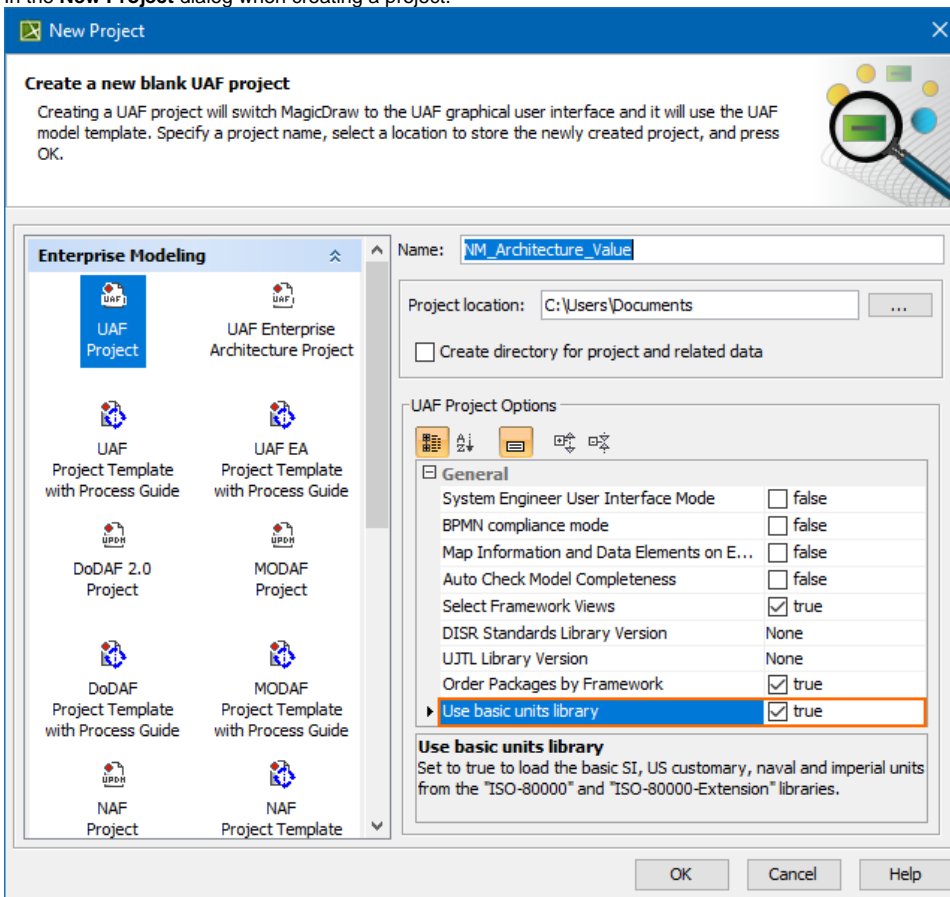 in the New Project dialog when creating a project.
New Project
Create a new blank UAF project
Creating a UAF project will switch MagicDraw to the UAF graphical user interface and it will use the UAF
model template. Specify a project name, select a location to store the newly created project, and press
OK.
Enterprise Modeling
UAF
Project
UAF Enterprise
Architecture Project
UAF
Project Template
with Process Guide
UAF EA
Project Template
with Process Guide
DoDAF 2.0
Project
MODAF
Project
DoDAF
Project Template
with Process Guide
MODAF
Project Template
with Process Guide
NAF
Project
NAF
Project Template
Name: NM_Architecture_Value
Project location: C:\Users\Documents ...
Create directory for project and related data
UAF Project Options
General
System Engineer User Interface Mode false
BPMN compliance mode false
Map Information and Data Elements on E... false
Auto Check Model Completeness false
Select Framework Views true
DISR Standards Library Version None
UJTL Library Version None
Order Packages by Framework true
Use basic units library true
Use basic units library
Set to true to load the basic SI, US customary, naval and imperial units
from the "ISO-80000" and "ISO-80000-Extension" libraries.
OK Cancel Help